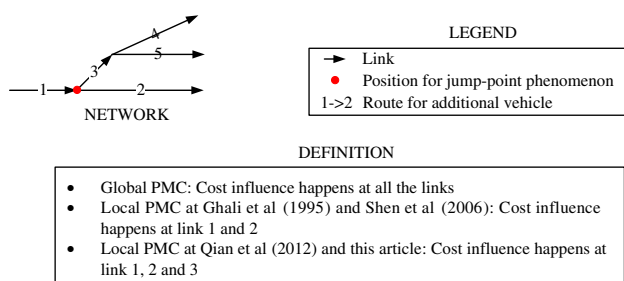 4
5
3
1
2
NETWORK
LEGEND
Link
Position for jump-point phenomenon
1->2 Route for additional vehicle
DEFINITION
• Global PMC: Cost influence happens at all the links
• Local PMC at Ghali et al (1995) and Shen et al (2006): Cost influence
happens at link 1 and 2
• Local PMC at Qian et al (2012) and this article: Cost influence happens at
link 1, 2 and 3